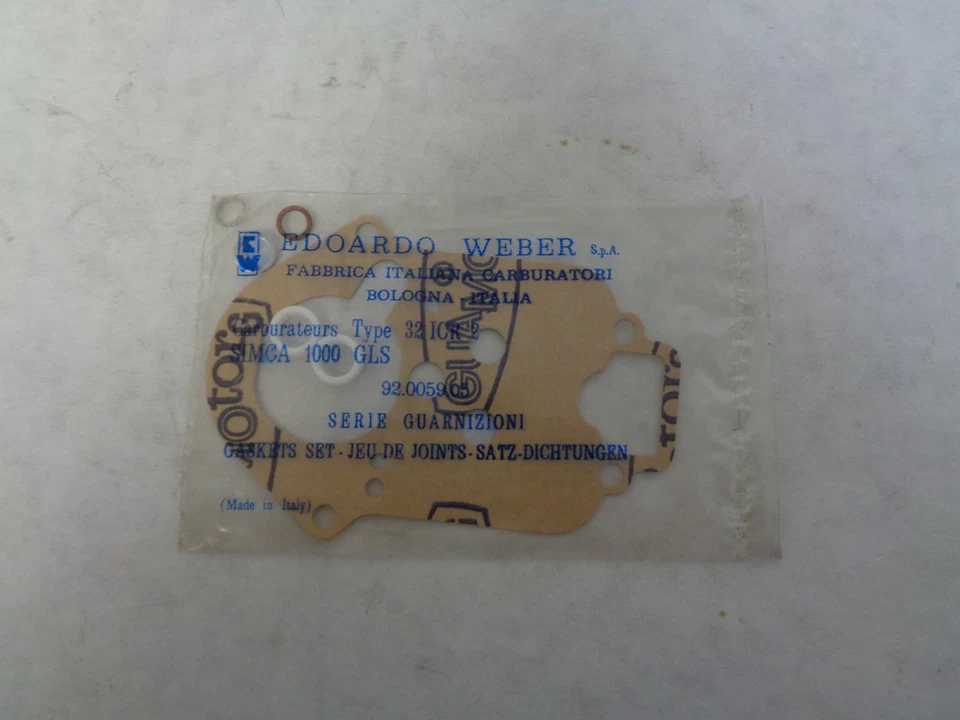 EDOARDO WEBER S.p.A.
FABBRICA ITALIANA CARBURATORI
BOLOGNA ITALIA
Carburateurs Type 32 ICR 2
SIMCA 1000 GLS
92.0059.05
SERIE GUARNIZIONI
GASKETS SET - JEU DE JOINTS - SATZ-DICHTUNGEN
(Made in Italy)